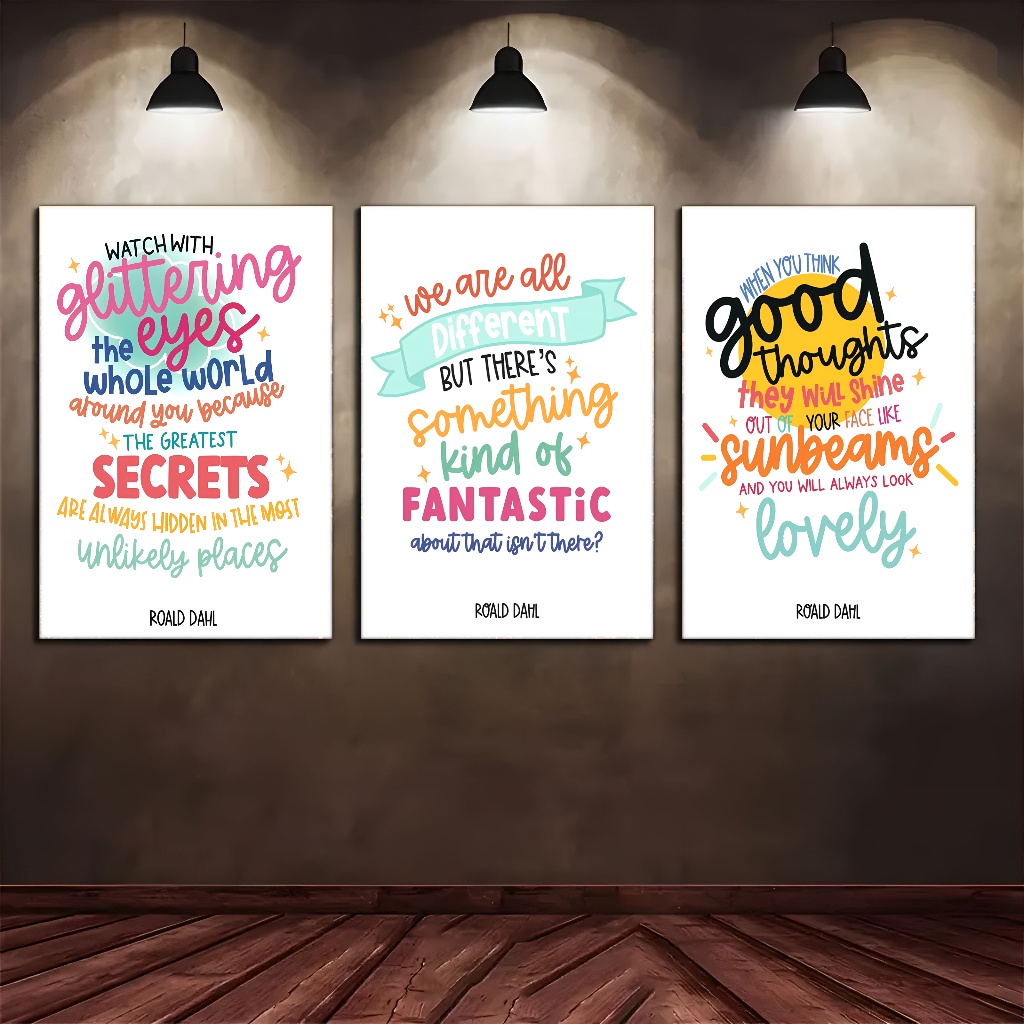 WATCH WITH
glittering
eyes
the
whole world
around you because
THE GREATEST
SECRETS
ARE ALWAYS HIDDEN IN THE MOST
unlikely places
ROALD DAHL
we are all
Different
BUT THERE'S
something
kind of
FANTASTiC
about that isn't there?
ROALD DAHL
WHEN YOU THINK
good
thoughts
they WiLL Shine
OUT OF YOUR FACE LIKE
sunbeams
AND YOU WILL ALWAYS LOOK
lovely
ROALD DAHL